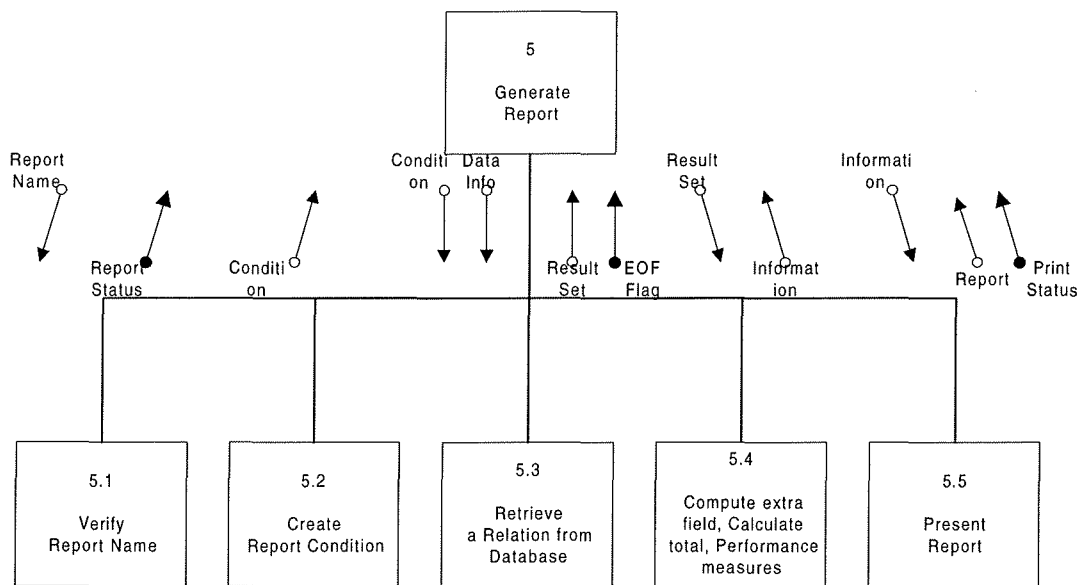 5
Generate
Report
Report
Name
Conditi
on
Data
Info
Result
Set
Informati
on
Report
Status
Conditi
on
Result
Set
EOF
Flag
Informat
ion
Report
Print
Status
5.1
Verify
Report Name
5.2
Create
Report Condition
5.3
Retrieve
a Relation from
Database
5.4
Compute extra
field, Calculate
total, Performance
measures
5.5
Present
Report